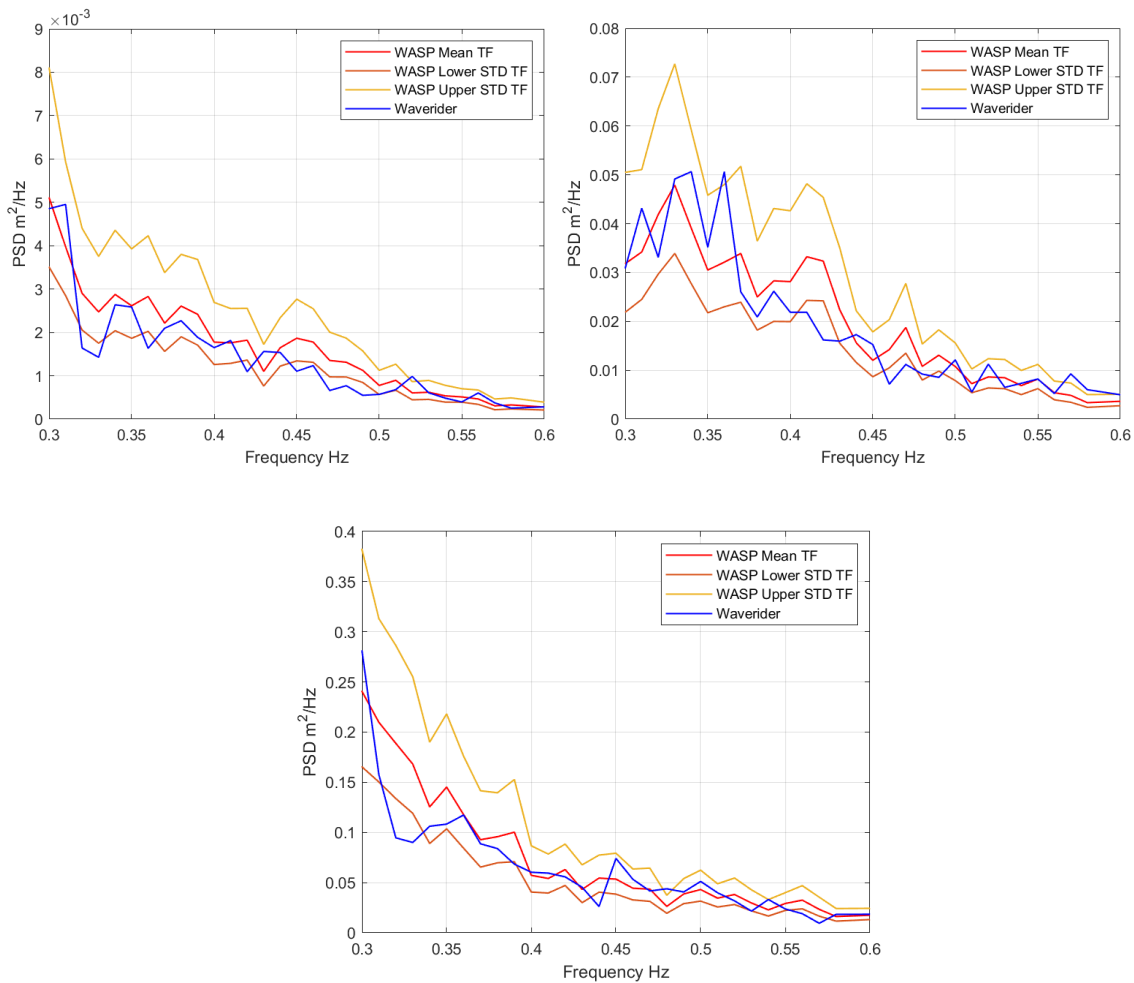 ×10⁻³
9
8
7
6
5
4
3
2
1
0
PSD m²/Hz
0.3 0.35 0.4 0.45 0.5 0.55 0.6
Frequency Hz
WASP Mean TF
WASP Lower STD TF
WASP Upper STD TF
Waverider
0.08
0.07
0.06
0.05
0.04
0.03
0.02
0.01
0
PSD m²/Hz
0.3 0.35 0.4 0.45 0.5 0.55 0.6
Frequency Hz
WASP Mean TF
WASP Lower STD TF
WASP Upper STD TF
Waverider
0.4
0.35
0.3
0.25
0.2
0.15
0.1
0.05
0
PSD m²/Hz
0.3 0.35 0.4 0.45 0.5 0.55 0.6
Frequency Hz
WASP Mean TF
WASP Lower STD TF
WASP Upper STD TF
Waverider